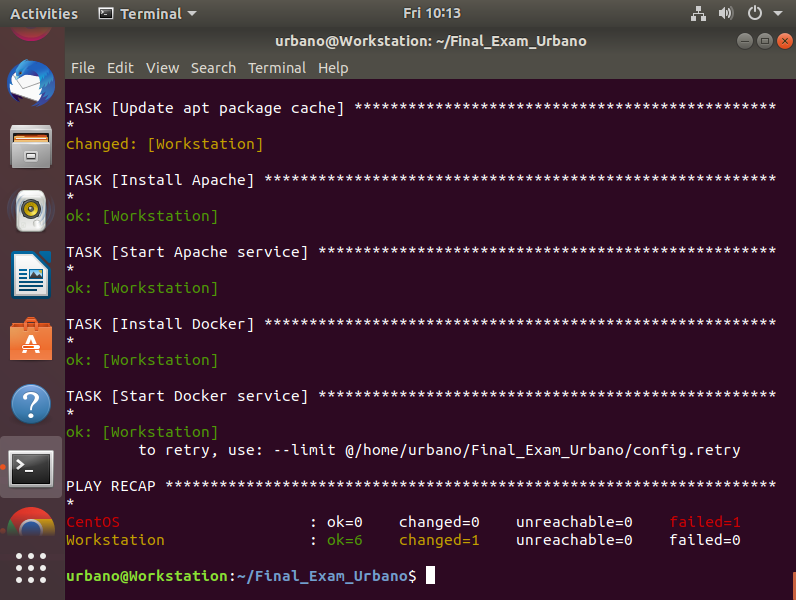 Activities Terminal Fri 10:13
urbano@Workstation: ~/Final_Exam_Urbano
File Edit View Search Terminal Help
TASK [Update apt package cache] ***********************************************
*
changed: [Workstation]
TASK [Install Apache] *********************************************************
*
ok: [Workstation]
TASK [Start Apache service] ***************************************************
*
ok: [Workstation]
TASK [Install Docker] *********************************************************
*
ok: [Workstation]
TASK [Start Docker service] ***************************************************
*
ok: [Workstation]
to retry, use: --limit @/home/urbano/Final_Exam_Urbano/config.retry
PLAY RECAP ********************************************************************
*
CentOS : ok=0 changed=0 unreachable=0 failed=1
Workstation : ok=6 changed=1 unreachable=0 failed=0
urbano@Workstation:~/Final_Exam_Urbano$